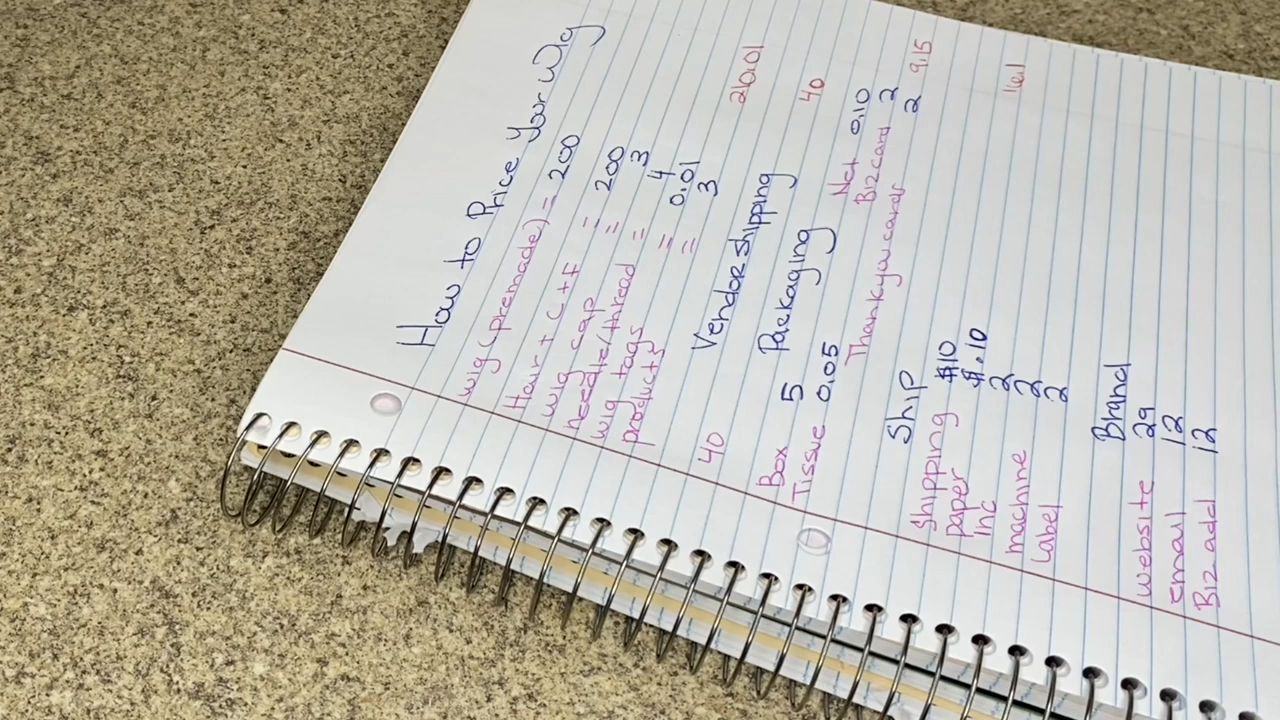 How to Price Your Wig
wig (premade) = 200
Hair + C + F = 200
wig cap = 3
needle/thread = 4
wig tags = 0.01
products = 3
210.01
Vendor shipping
40 40
Packaging
Box 5 Net 0.10
Tissue 0.05 Biz card 2
Thankyou card 2 9.15
Ship
Shipping $10
paper $.10
inc 2
machine 2
label 2
16.1
Brand
website 29
email 12
Biz add 12